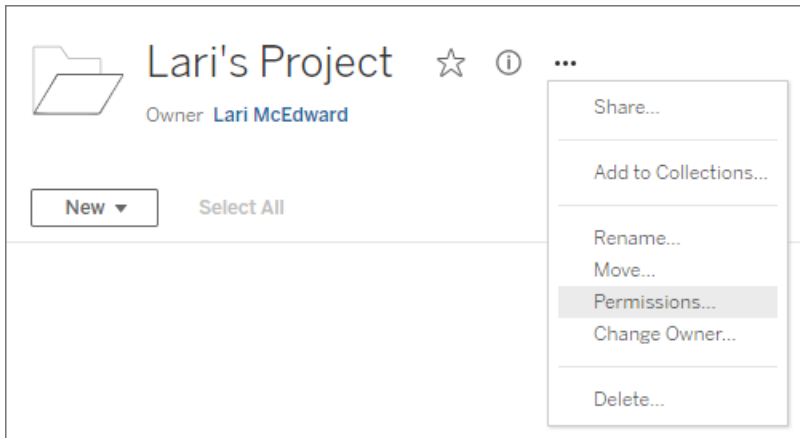 Lari's Project
Owner Lari McEdward
New
Select All
Share...
Add to Collections...
Rename...
Move...
Permissions...
Change Owner...
Delete...